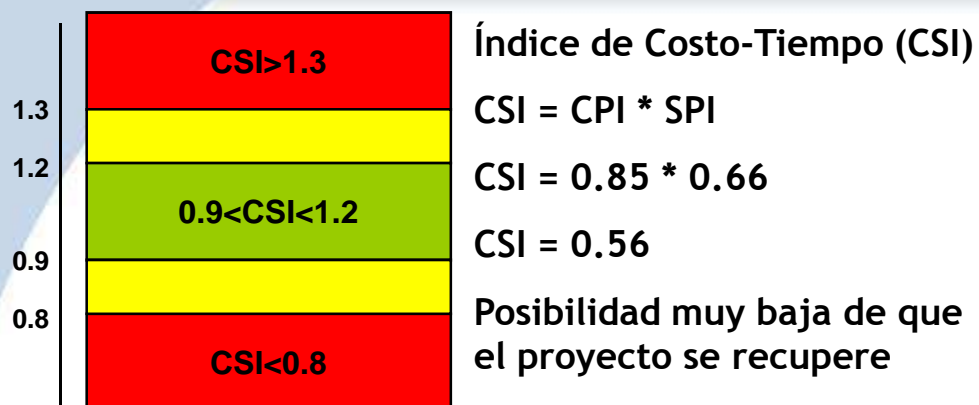 CSI>1.3
1.3
1.2
0.9<CSI<1.2
0.9
0.8
CSI<0.8
Índice de Costo-Tiempo (CSI)
CSI = CPI * SPI
CSI = 0.85 * 0.66
CSI = 0.56
Posibilidad muy baja de que
el proyecto se recupere